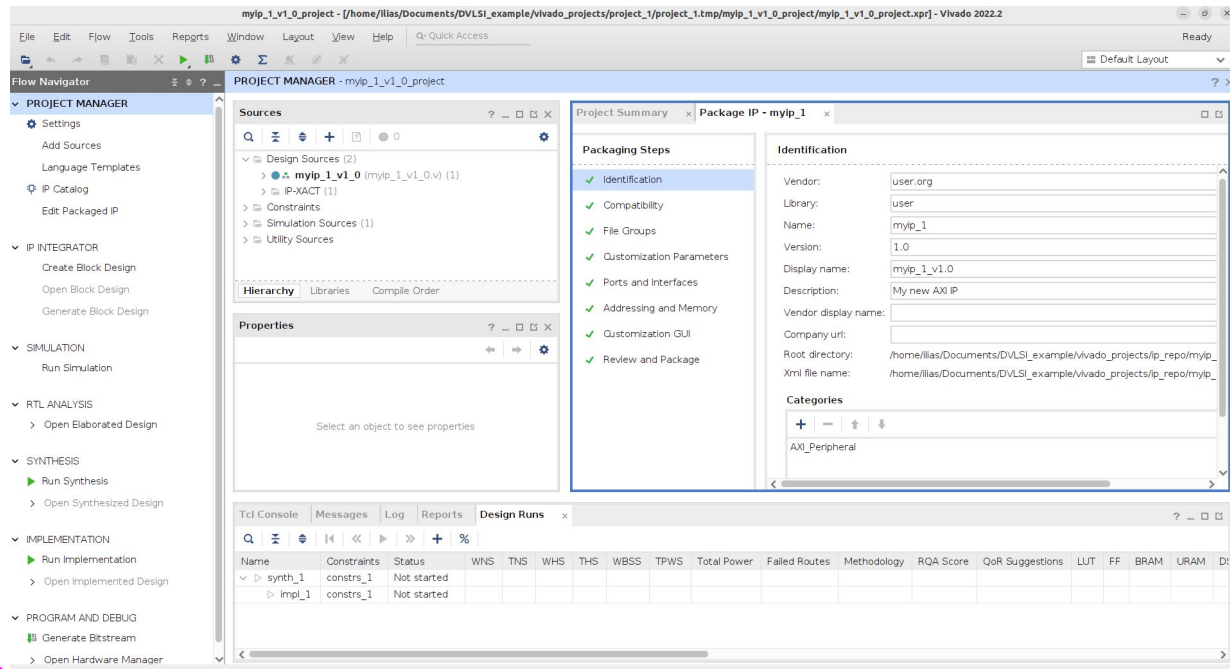 myip_1_v1_0_project - [/home/ilias/Documents/DVLSI_example/vivado_projects/project_1/project_1.tmp/myip_1_v1_0_project/myip_1_v1_0_project.xpr] - Vivado 2022.2
File Edit Flow Tools Reports Window Layout View Help Q- Quick Access Ready
Default Layout
Flow Navigator
PROJECT MANAGER - myip_1_v1_0_project
PROJECT MANAGER
Settings
Add Sources
Language Templates
IP Catalog
Edit Packaged IP
IP INTEGRATOR
Create Block Design
Open Block Design
Generate Block Design
SIMULATION
Run Simulation
RTL ANALYSIS
Open Elaborated Design
SYNTHESIS
Run Synthesis
Open Synthesized Design
IMPLEMENTATION
Run Implementation
Open Implemented Design
PROGRAM AND DEBUG
Generate Bitstream
Open Hardware Manager
Sources
0
Design Sources (2)
myip_1_v1_0 (myip_1_v1_0.v) (1)
IP-XACT (1)
Constraints
Simulation Sources (1)
Utility Sources
Hierarchy Libraries Compile Order
Properties
Select an object to see properties
Project Summary Package IP - myip_1
Packaging Steps
Identification
Compatibility
File Groups
Customization Parameters
Ports and Interfaces
Addressing and Memory
Customization GUI
Review and Package
Identification
Vendor: user.org
Library: user
Name: myip_1
Version: 1.0
Display name: myip_1_v1.0
Description: My new AXI IP
Vendor display name:
Company url:
Root directory: /home/ilias/Documents/DVLSI_example/vivado_projects/ip_repo/myip_
Xml file name: /home/ilias/Documents/DVLSI_example/vivado_projects/ip_repo/myip_
Categories
AXI_Peripheral
Tcl Console Messages Log Reports Design Runs
Name Constraints Status WNS TNS WHS THS WBSS TPWS Total Power Failed Routes Methodology RQA Score QoR Suggestions LUT FF BRAM URAM DS
synth_1 constrs_1 Not started
impl_1 constrs_1 Not started